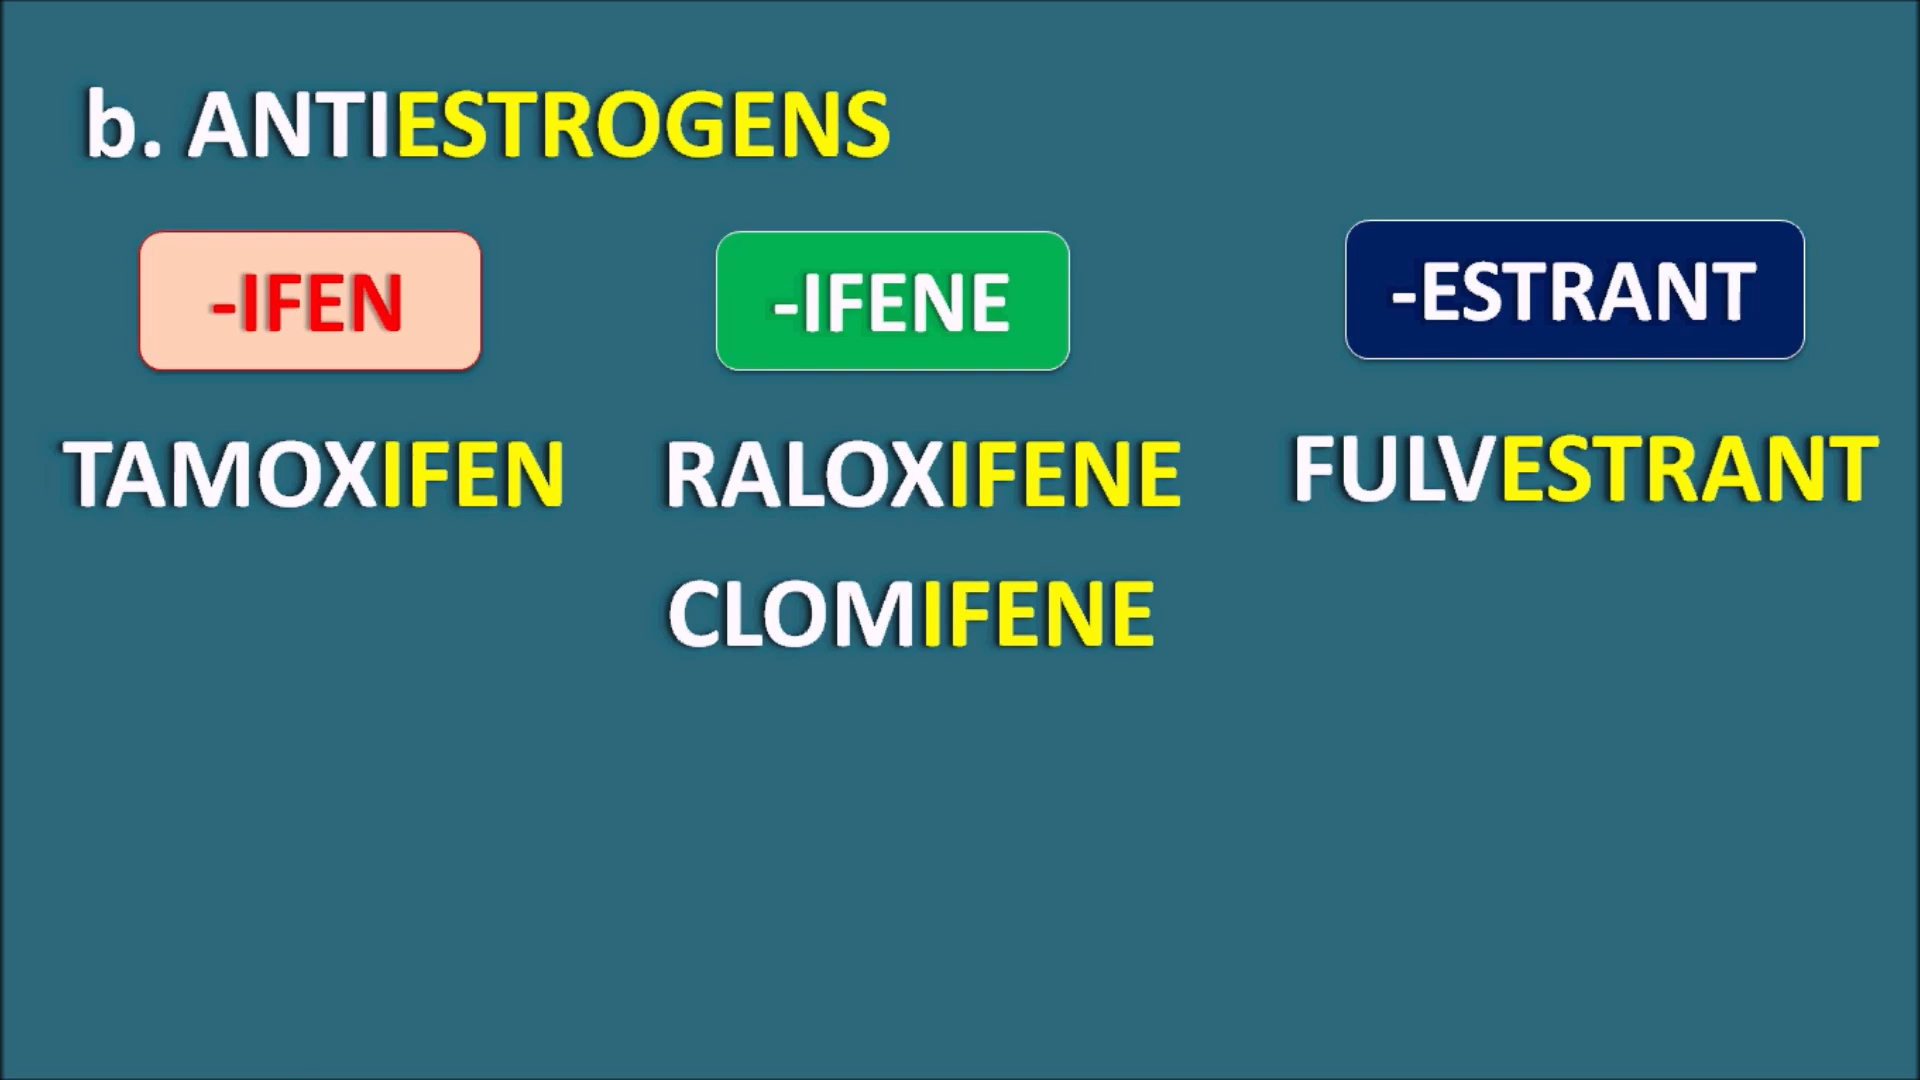 b. ANTIESTROGENS
-IFEN
-IFENE
-ESTRANT
TAMOXIFEN
RALOXIFENE
FULVESTRANT
CLOMIFENE